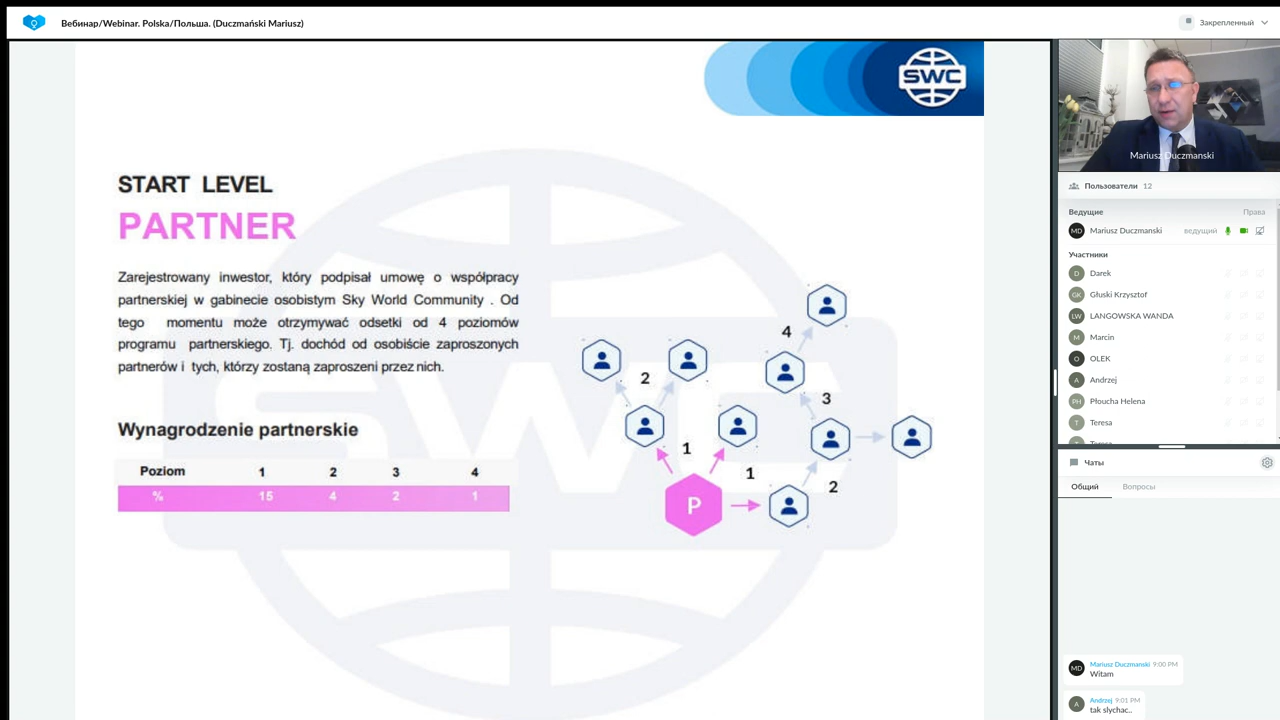 Вебинар/Webinar. Polska/Польша. (Duczmański Mariusz)
Закрепленный
SWC
START LEVEL
PARTNER
Zarejestrowany inwestor, który podpisał umowę o współpracy
partnerskiej w gabinecie osobistym Sky World Community . Od
tego momentu może otrzymywać odsetki od 4 poziomów
programu partnerskiego. Tj. dochód od osobiście zaproszonych
partnerów i tych, którzy zostaną zaproszeni przez nich.
Wynagrodzenie partnerskie
Poziom 1 2 3 4
% 15 4 2 1
4
2
3
1
1
2
P
Mariusz Duczmanski
Пользователи 12
Ведущие Права
MD Mariusz Duczmanski ведущий
Участники
D Darek
GK Głuski Krzysztof
LW LANGOWSKA WANDA
M Marcin
O OLEK
A Andrzej
PH Płoucha Helena
T Teresa
Teresa
Чаты
Общий Вопросы
MD Mariusz Duczmanski 9:00 PM
Witam
A Andrzej 9:01 PM
tak slychac..